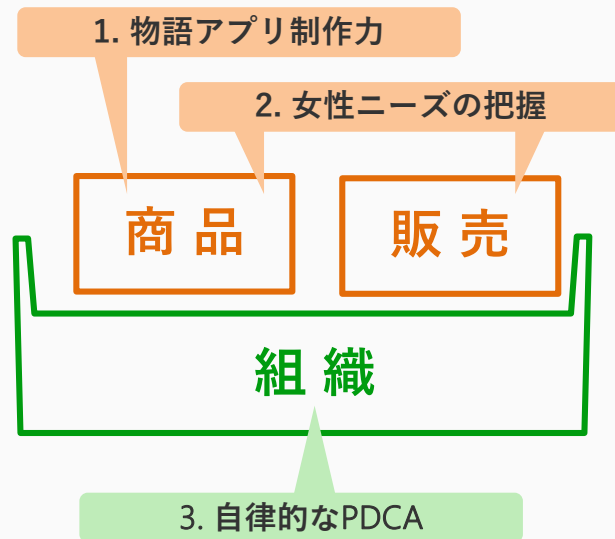 1. 物語アプリ制作力
2. 女性ニーズの把握
商品
販売
組織
3. 自律的なPDCA